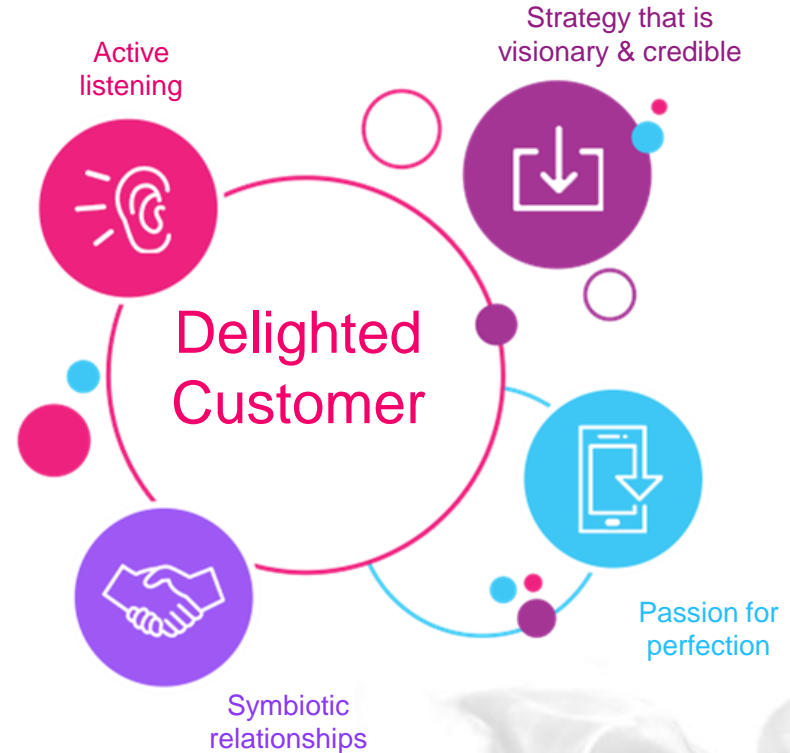 Strategy that is
visionary & credible
Active
listening
Delighted
Customer
Passion for
perfection
Symbiotic
relationships